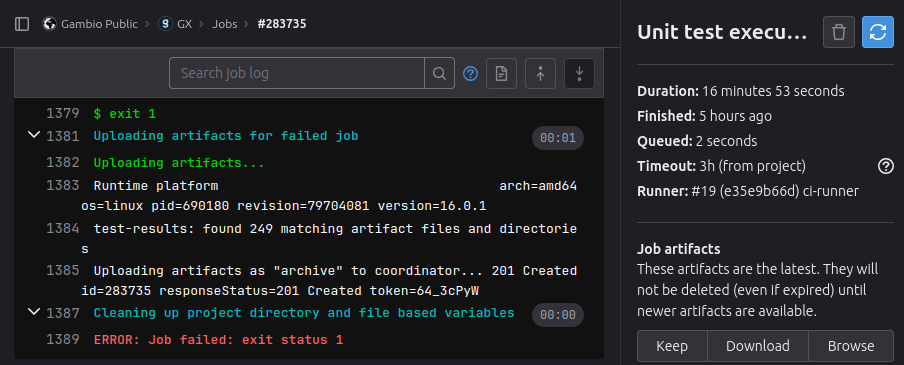 Gambio Public > GX > Jobs > #283735
Search job log
1379 $ exit 1
1381 Uploading artifacts for failed job 00:01
1382 Uploading artifacts...
1383 Runtime platform arch=amd64
os=linux pid=690180 revision=79704081 version=16.0.1
1384 test-results: found 249 matching artifact files and directorie
s
1385 Uploading artifacts as "archive" to coordinator... 201 Created
id=283735 responseStatus=201 Created token=64_3cPyW
1387 Cleaning up project directory and file based variables 00:00
1389 ERROR: Job failed: exit status 1
Unit test execu...
Duration: 16 minutes 53 seconds
Finished: 5 hours ago
Queued: 2 seconds
Timeout: 3h (from project)
Runner: #19 (e35e9b66d) ci-runner
Job artifacts
These artifacts are the latest. They will
not be deleted (even if expired) until
newer artifacts are available.
Keep Download Browse